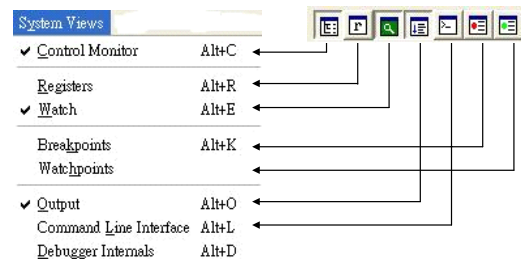 System Views
Control Monitor Alt+C
Registers Alt+R
Watch Alt+E
Breakpoints Alt+K
Watchpoints
Output Alt+O
Command Line Interface Alt+L
Debugger Internals Alt+D
r